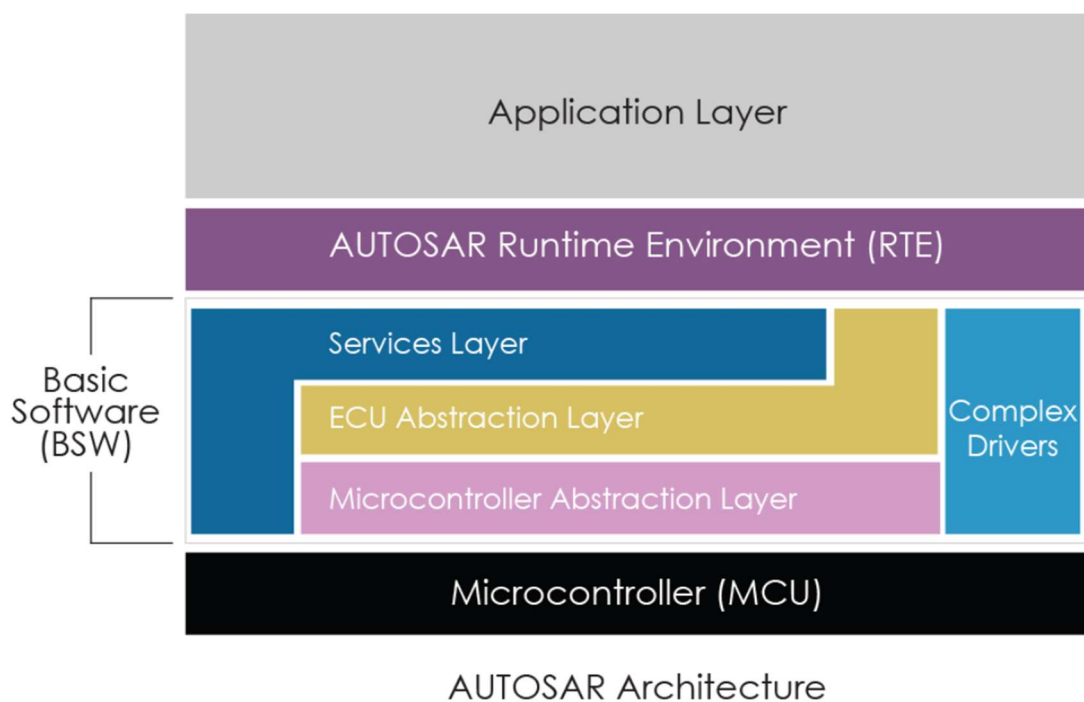 Application Layer
AUTOSAR Runtime Environment (RTE)
Basic
Software
(BSW)
Services Layer
ECU Abstraction Layer
Microcontroller Abstraction Layer
Complex
Drivers
Microcontroller (MCU)
AUTOSAR Architecture